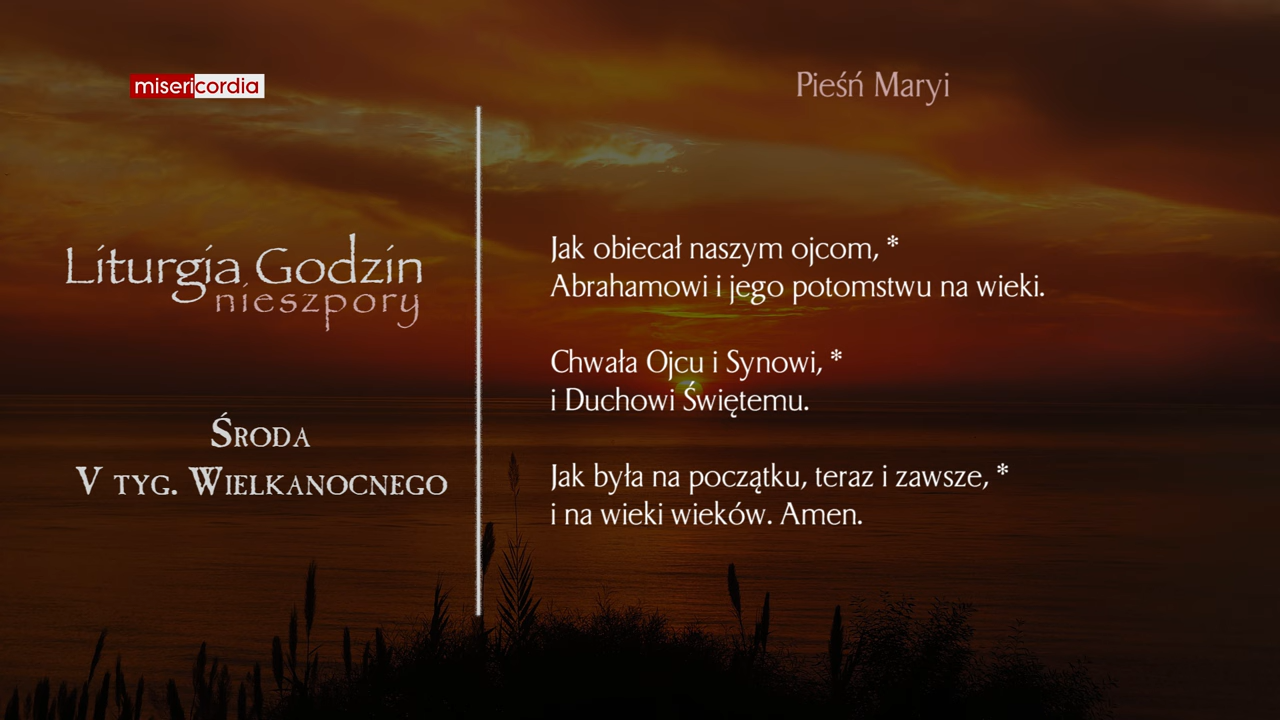 misericordia
Pieśń Maryi
Liturgia Godzin
nieszpory
Środa
V tyg. Wielkanocnego
Jak obiecał naszym ojcom, *
Abrahamowi i jego potomstwu na wieki.
Chwała Ojcu i Synowi, *
i Duchowi Świętemu.
Jak była na początku, teraz i zawsze, *
i na wieki wieków. Amen.